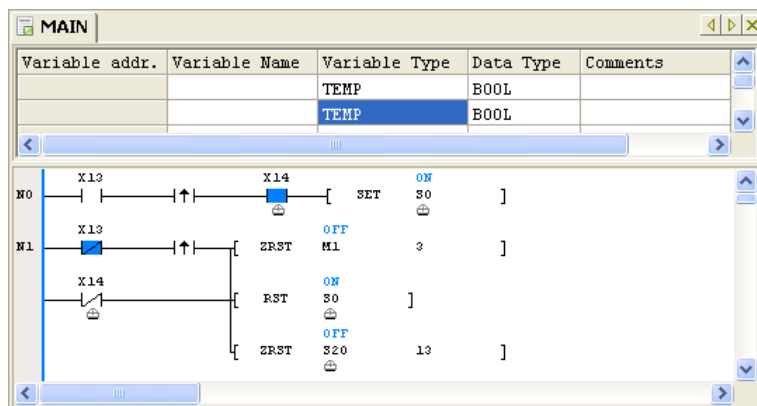 MAIN
Variable addr. Variable Name Variable Type Data Type Comments
TEMP BOOL
TEMP BOOL
X13 X14 ON
N0 SET S0
X13 OFF
N1 ZRST M1 3
X14 ON
RST S0
OFF
ZRST S20 13